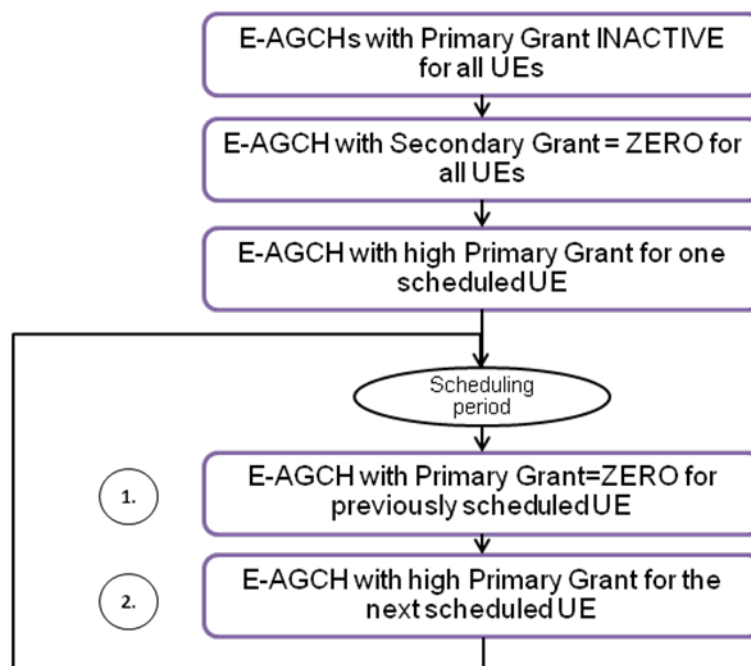 E-AGCHs with Primary Grant INACTIVE
for all UEs
E-AGCH with Secondary Grant = ZERO for
all UEs
E-AGCH with high Primary Grant for one
scheduled UE
Scheduling
period
1.
E-AGCH with Primary Grant=ZERO for
previously scheduled UE
2.
E-AGCH with high Primary Grant for the
next scheduled UE